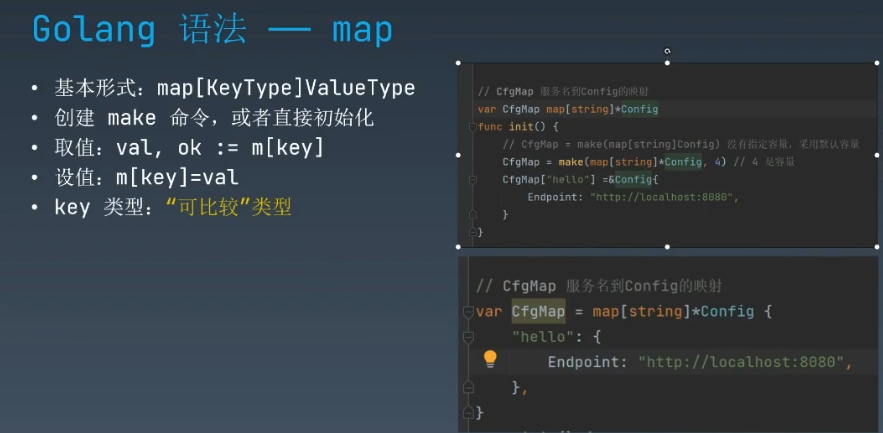 Golang 语法 —— map
• 基本形式：map[KeyType]ValueType
• 创建 make 命令，或者直接初始化
• 取值：val, ok := m[key]
• 设值：m[key]=val
• key 类型：“可比较”类型
// CfgMap 服务名到Config的映射
var CfgMap map[string]*Config
func init() {
// CfgMap = make(map[string]Config) 沒有指定容量，采用默认容量
CfgMap = make(map[string]*Config, 4) // 4 是容量
CfgMap["hello"] =&Config{
Endpoint: "http://localhost:8080",
}
}
// CfgMap 服务名到Config的映射
var CfgMap = map[string]*Config {
"hello": {
Endpoint: "http://localhost:8080",
},
}